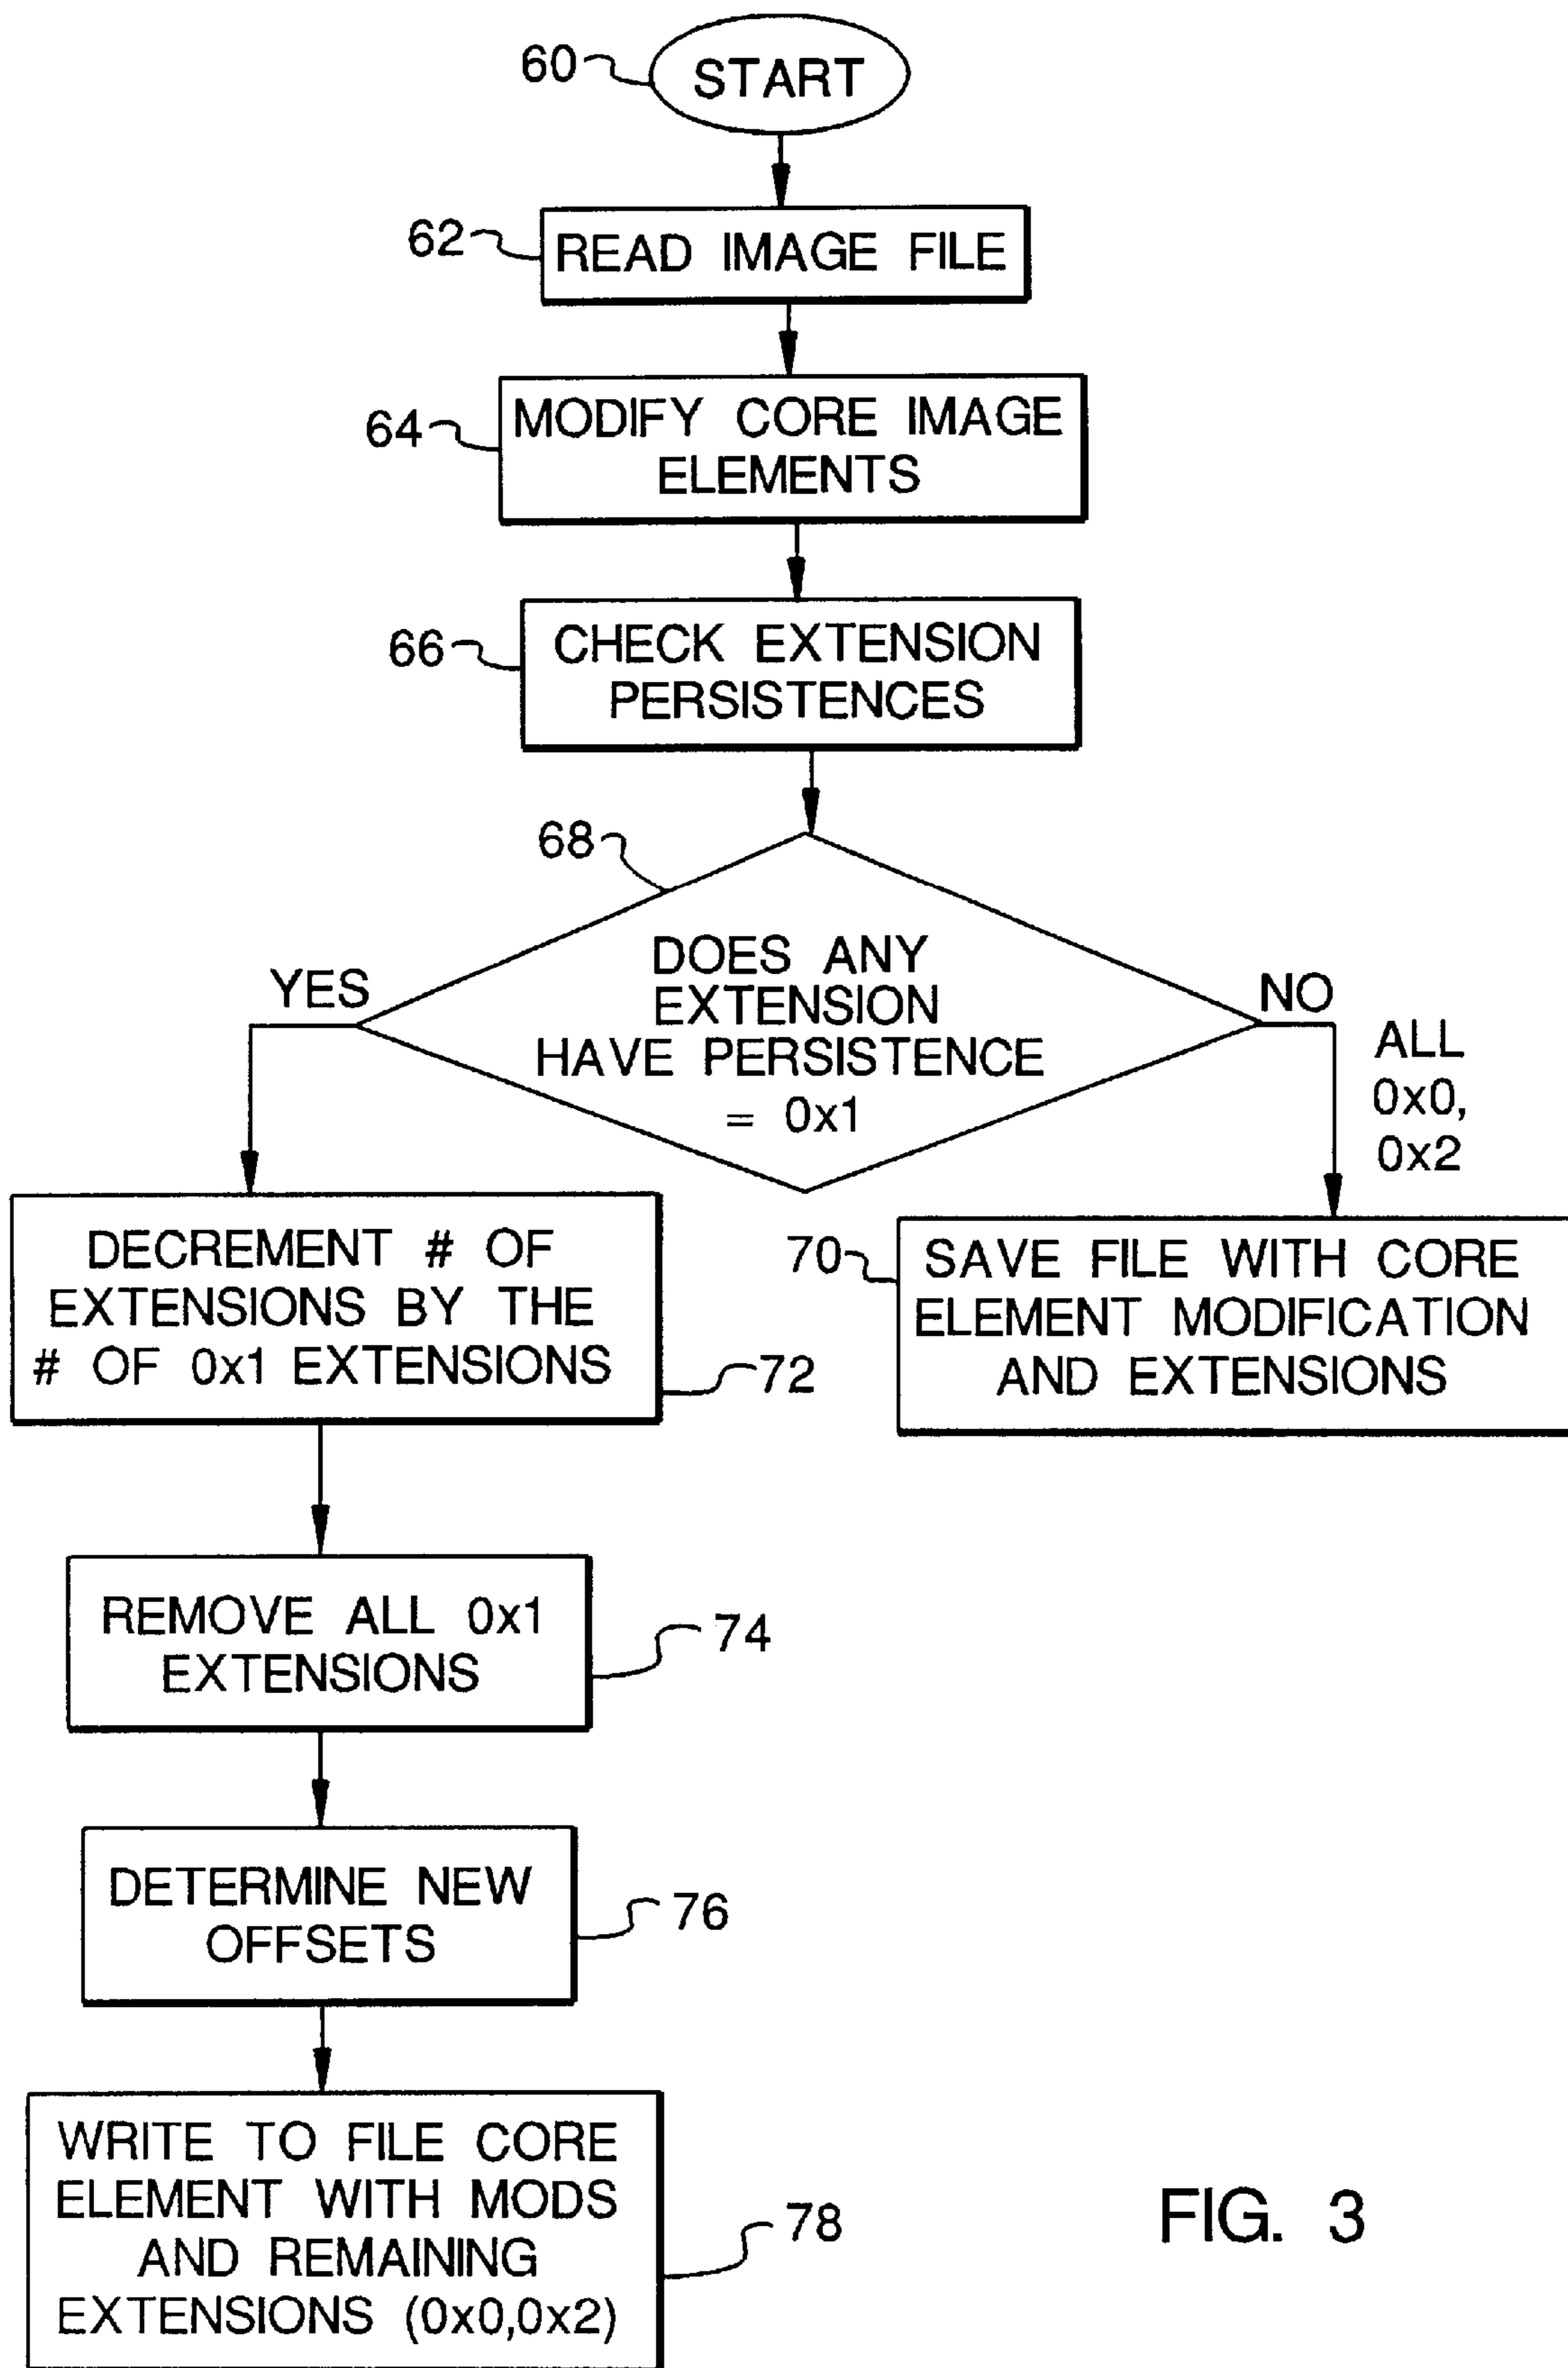 60
START
62
READ IMAGE FILE
64
MODIFY CORE IMAGE
ELEMENTS
66
CHECK EXTENSION
PERSISTENCES
68
DOES ANY
EXTENSION
HAVE PERSISTENCE
= 0x1
YES
NO
ALL
0x0,
0x2
DECREMENT # OF
EXTENSIONS BY THE
# OF 0x1 EXTENSIONS
72
70
SAVE FILE WITH CORE
ELEMENT MODIFICATION
AND EXTENSIONS
REMOVE ALL 0x1
EXTENSIONS
74
DETERMINE NEW
OFFSETS
76
WRITE TO FILE CORE
ELEMENT WITH MODS
AND REMAINING
EXTENSIONS (0x0,0x2)
78
FIG. 3